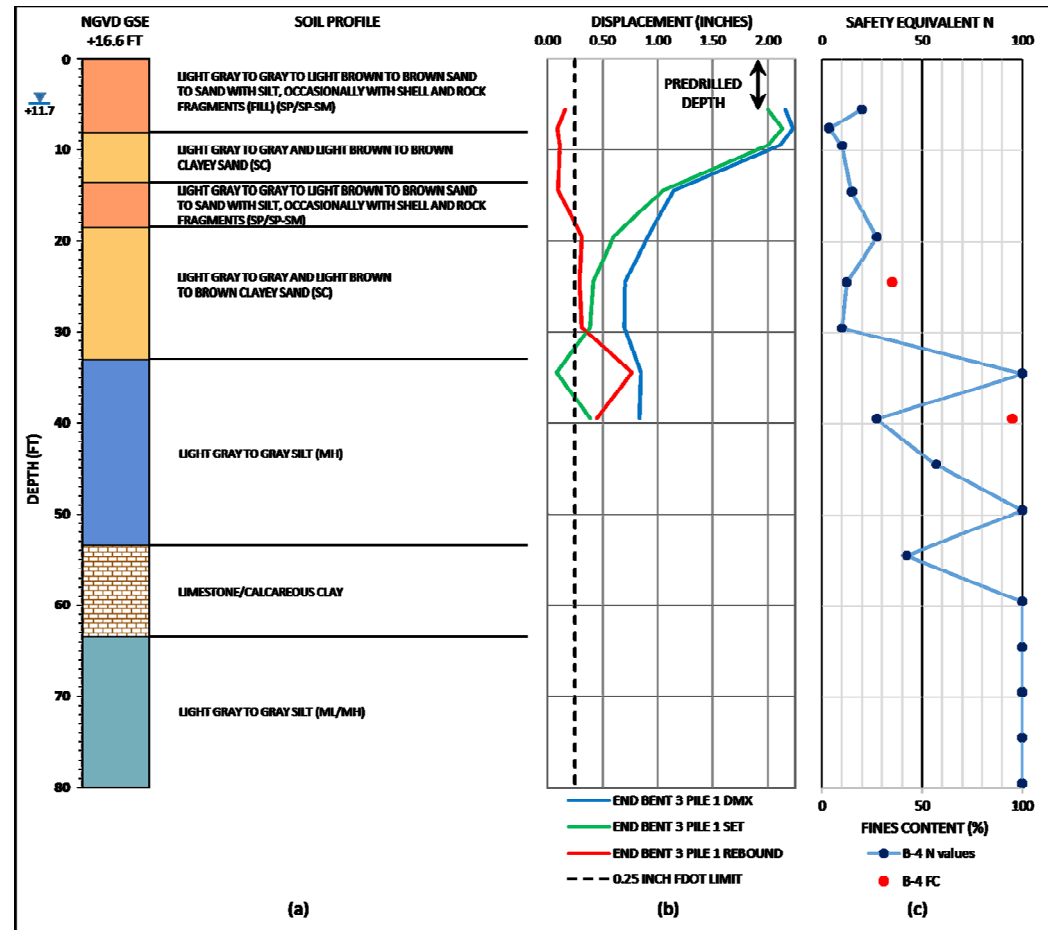 NGVD GSE
+16.6 FT
SOIL PROFILE
DISPLACEMENT (INCHES)
SAFETY EQUIVALENT N
0.00 0.50 1.00 1.50 2.00
0 50 100
0
10
20
30
40
50
60
70
80
DEPTH (FT)
+11.7
LIGHT GRAY TO GRAY TO LIGHT BROWN TO BROWN SAND
TO SAND WITH SILT, OCCASIONALLY WITH SHELL AND ROCK
FRAGMENTS (FILL) (SP/SP-SM)
LIGHT GRAY TO GRAY AND LIGHT BROWN TO BROWN
CLAYEY SAND (SC)
LIGHT GRAY TO GRAY TO LIGHT BROWN TO BROWN SAND
TO SAND WITH SILT, OCCASIONALLY WITH SHELL AND ROCK
FRAGMENTS (SP/SP-SM)
LIGHT GRAY TO GRAY AND LIGHT BROWN
TO BROWN CLAYEY SAND (SC)
LIGHT GRAY TO GRAY SILT (MH)
LIMESTONE/CALCAREOUS CLAY
LIGHT GRAY TO GRAY SILT (ML/MH)
PREDRILLED
DEPTH
END BENT 3 PILE 1 DMX
END BENT 3 PILE 1 SET
END BENT 3 PILE 1 REBOUND
0.25 INCH FDOT LIMIT
0 50 100
FINES CONTENT (%)
B-4 N values
B-4 FC
(a)
(b)
(c)